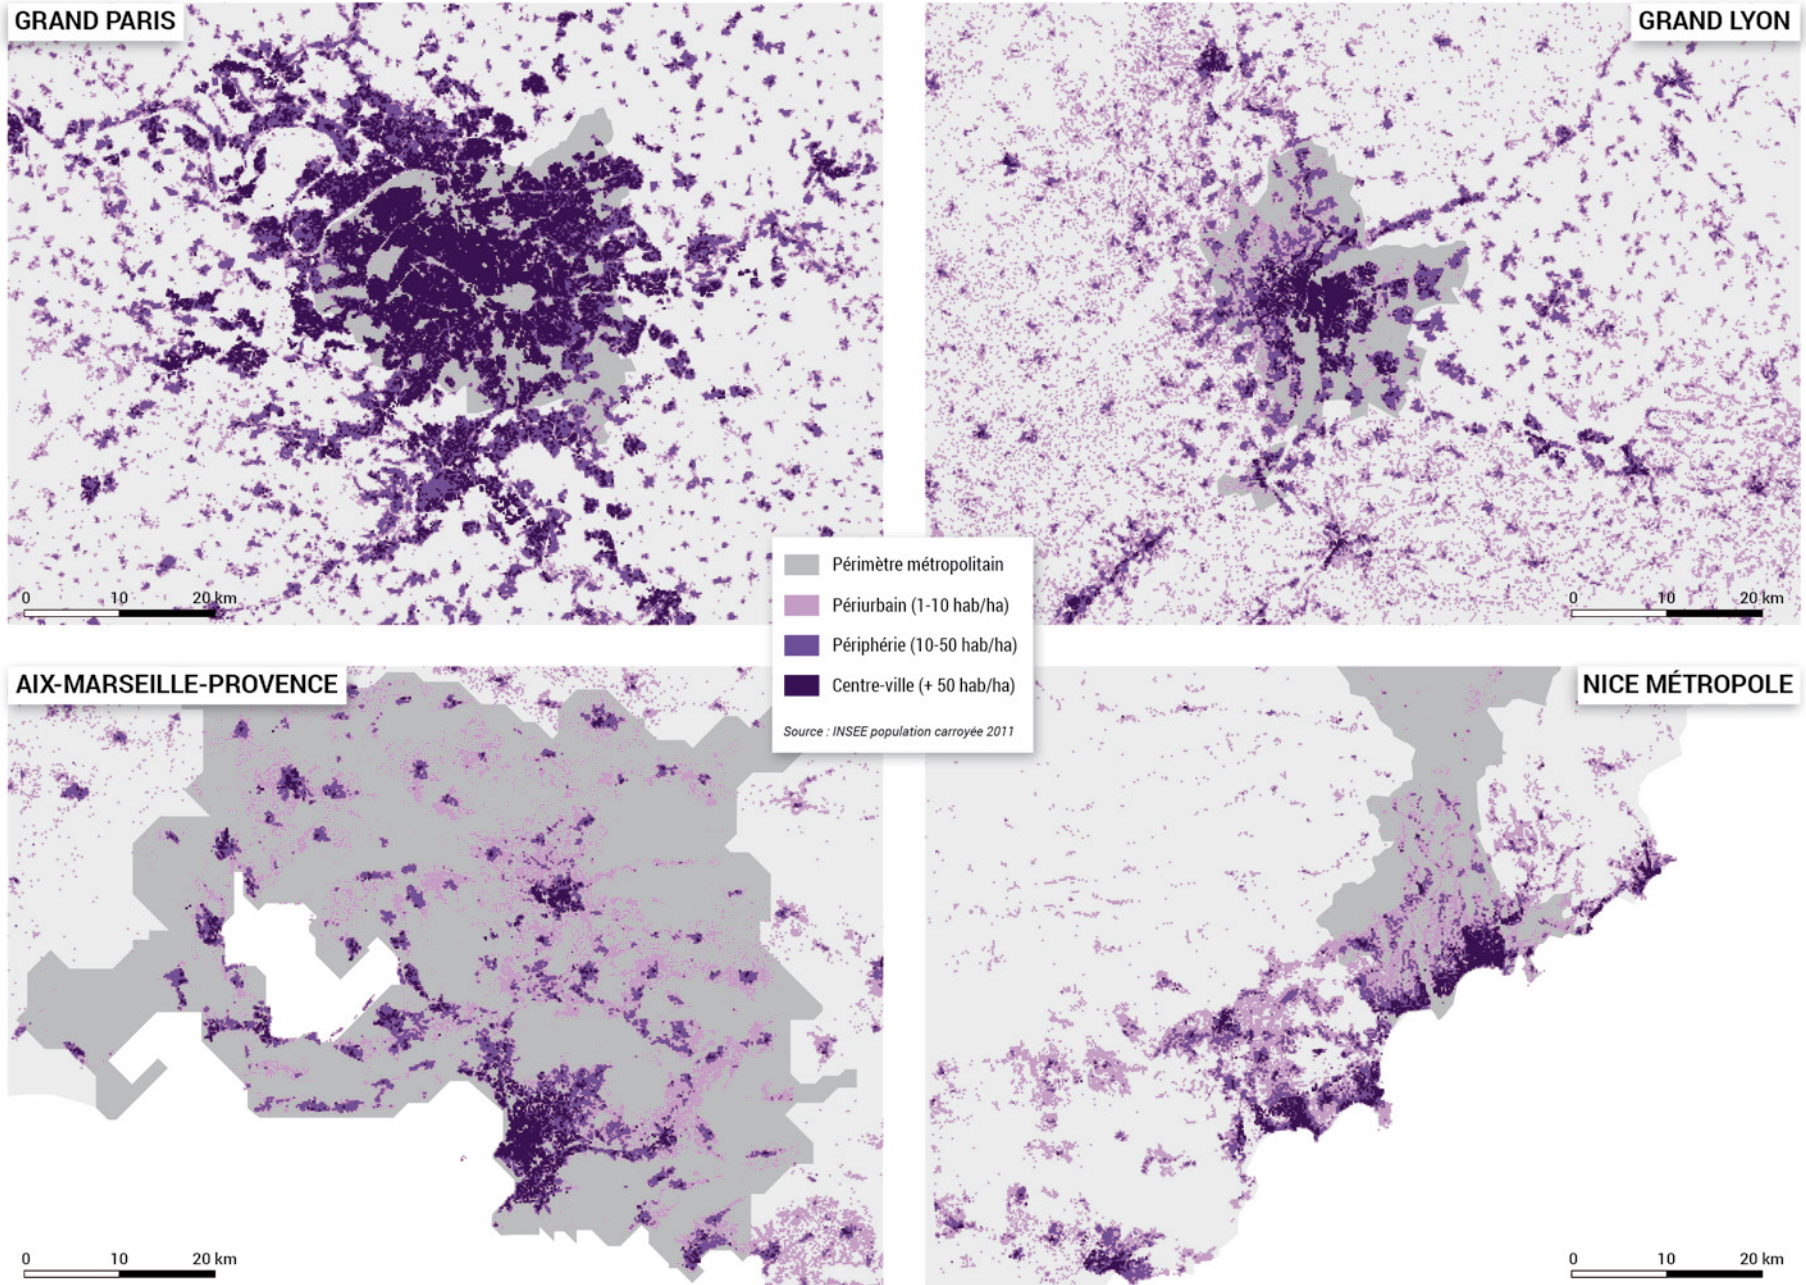 GRAND PARIS
GRAND LYON
0 10 20 km
0 10 20 km
Périmètre métropolitain
Périurbain (1-10 hab/ha)
Périphérie (10-50 hab/ha)
Centre-ville (+ 50 hab/ha)
Source : INSEE population carroyée 2011
AIX-MARSEILLE-PROVENCE
NICE MÉTROPOLE
0 10 20 km
0 10 20 km